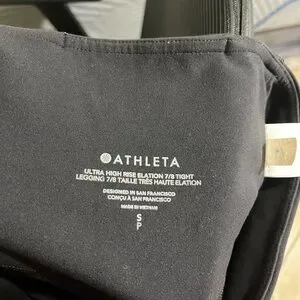 ATHLETA
ULTRA HIGH RISE ELATION 7/8 TIGHT
LEGGING 7/8 TAILLE TRÈS HAUTE ELATION
DESIGNED IN SAN FRANCISCO
CONÇU À SAN FRANCISCO
MADE IN VIETNAM
S
P